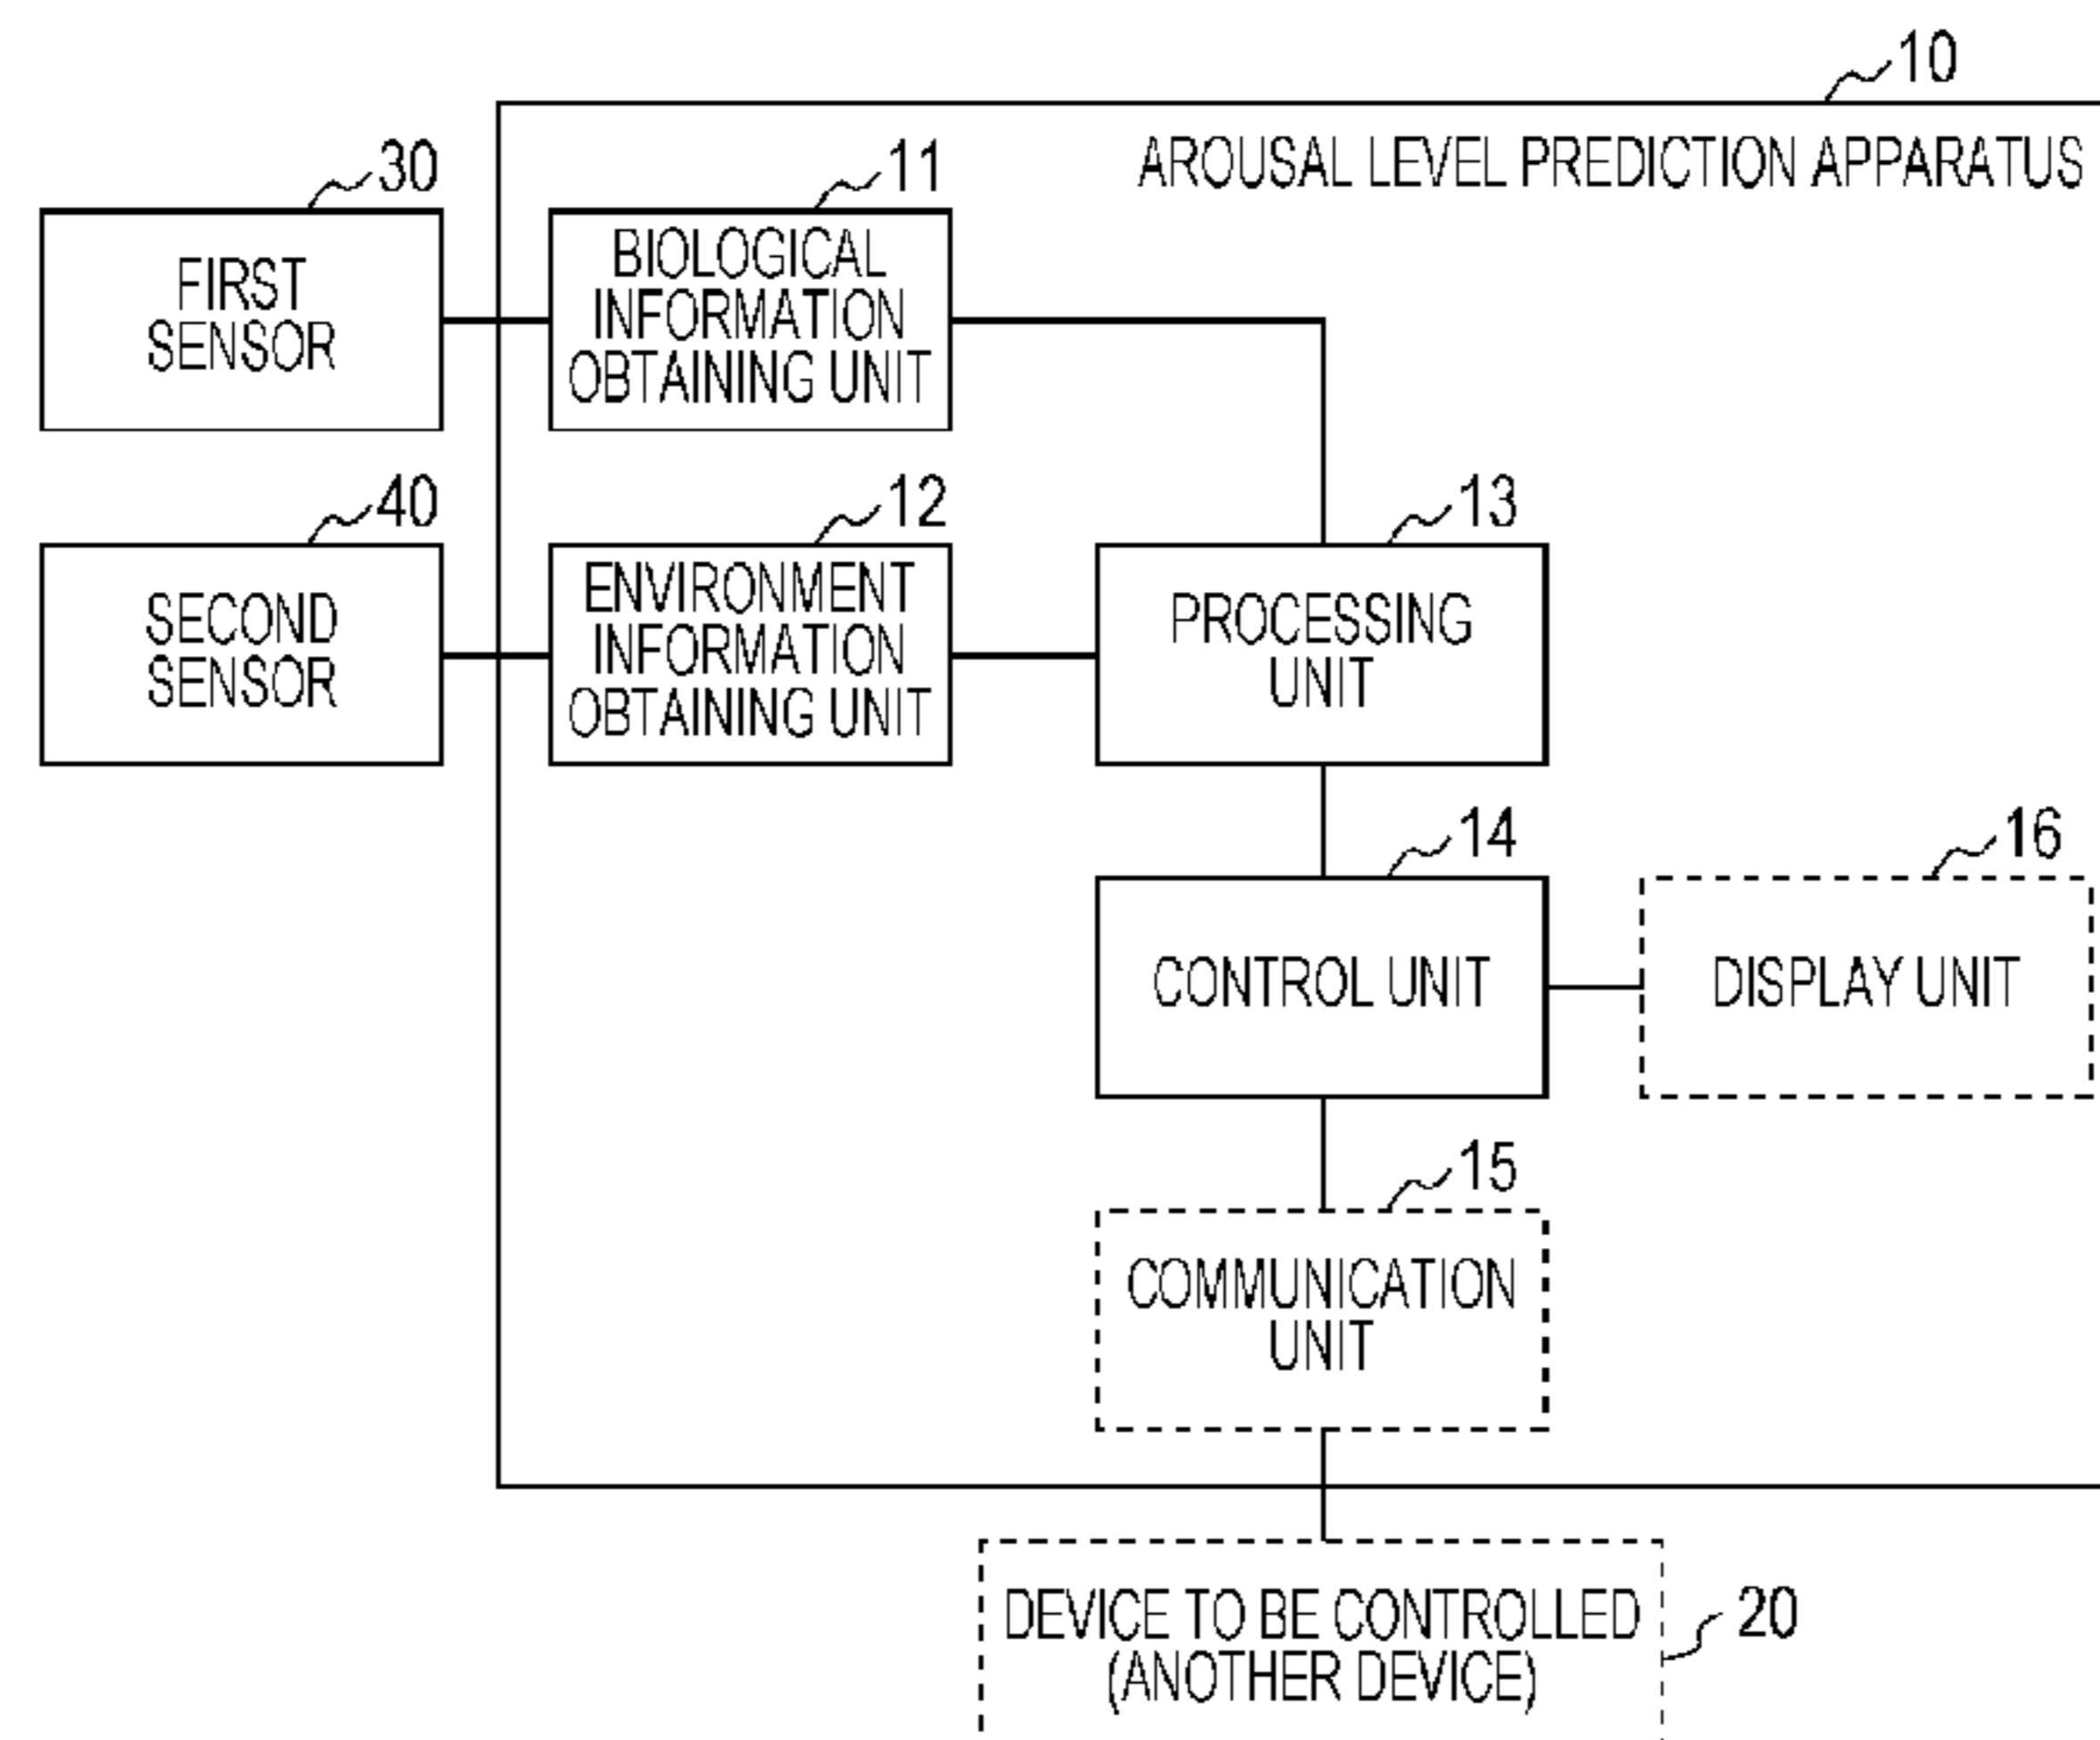 10
AROUSAL LEVEL PREDICTION APPARATUS
30
FIRST
SENSOR
11
BIOLOGICAL
INFORMATION
OBTAINING UNIT
40
SECOND
SENSOR
12
ENVIRONMENT
INFORMATION
OBTAINING UNIT
13
PROCESSING
UNIT
14
CONTROL UNIT
16
DISPLAY UNIT
15
COMMUNICATION
UNIT
DEVICE TO BE CONTROLLED
(ANOTHER DEVICE)
20